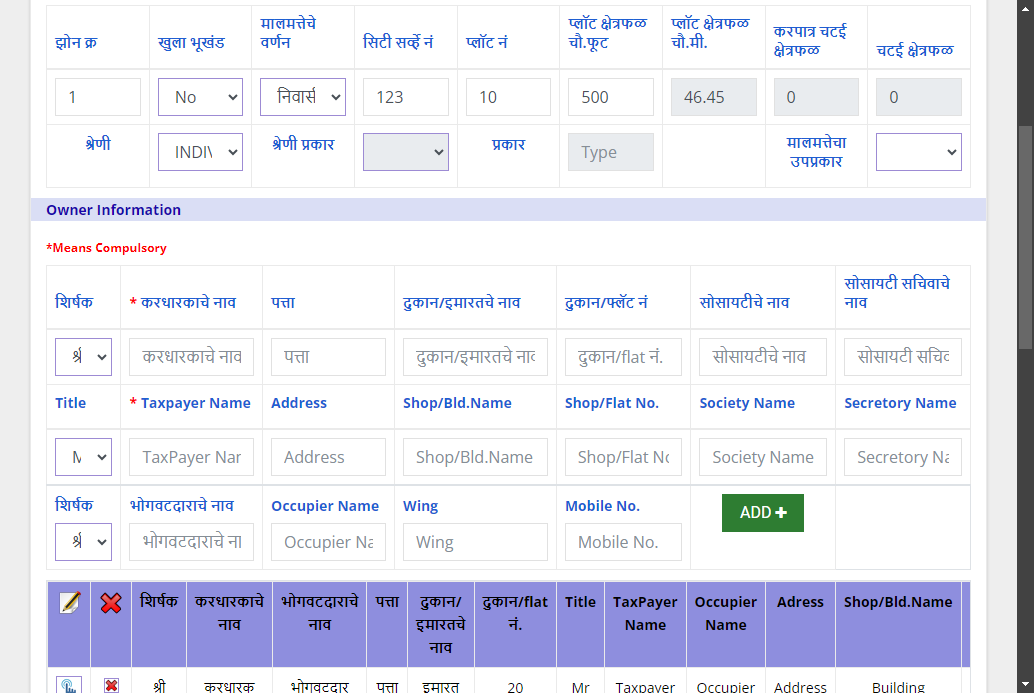 झोन क्र
खुला भूखंड
मालमत्तेचे
वर्णन
सिटी सर्व्हे नं
प्लॉट नं
प्लॉट क्षेत्रफळ
चौ.फूट
प्लॉट क्षेत्रफळ
चौ.मी.
करपात्र चटई
क्षेत्रफळ
चटई क्षेत्रफळ
1
No
निवासं
123
10
500
46.45
0
0
श्रेणी
श्रेणी प्रकार
प्रकार
Type
मालमत्तेचा
उपप्रकार
Owner Information
*Means Compulsory
शिर्षक
* करधारकाचे नाव
पत्ता
दुकान/इमारतचे नाव
दुकान/फ्लॅट नं
सोसायटीचे नाव
सोसायटी सचिवाचे
नाव
करधारकाचे नाव
पत्ता
दुकान/इमारतचे नाव
दुकान/flat नं.
सोसायटीचे नाव
सोसायटी सचिव
Title
* Taxpayer Name
Address
Shop/Bld.Name
Shop/Flat No.
Society Name
Secretory Name
TaxPayer Nar
Address
Shop/Bld.Name
Shop/Flat No
Society Name
Secretory Na
शिर्षक
भोगवटदाराचे नाव
Occupier Name
Wing
Mobile No.
भोगवटदाराचे ना
Occupier Na
Wing
Mobile No.
ADD
शिर्षक
करधारकाचे
नाव
भोगवटदाराचे
नाव
पत्ता
दुकान/
इमारतचे
नाव
दुकान/flat
नं.
Title
TaxPayer
Name
Occupier
Name
Adress
Shop/Bld.Name
श्री
करधारक
भोगवटदार
पत्ता
इमारत
20
Mr
Taxpayer
Occupier
Address
Building